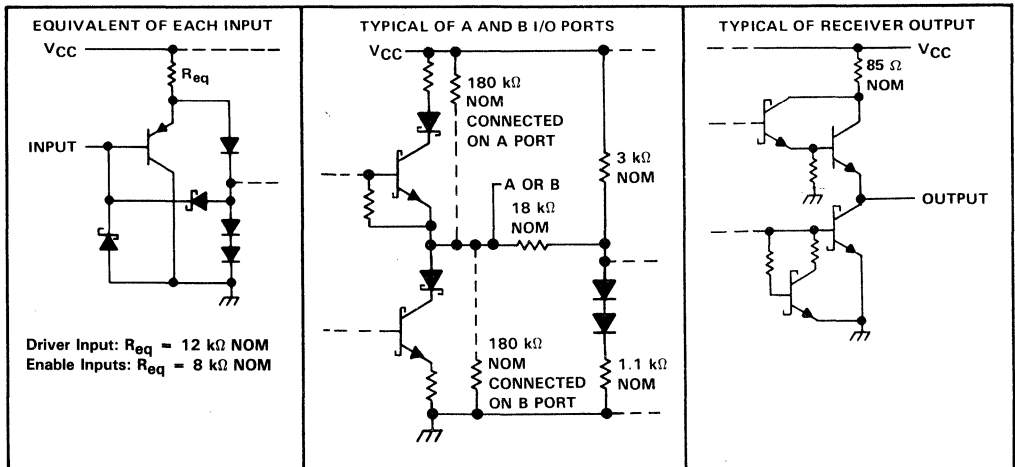 EQUIVALENT OF EACH INPUT
VCC
Req
INPUT
Driver Input: Req = 12 kΩ NOM
Enable Inputs: Req = 8 kΩ NOM
TYPICAL OF A AND B I/O PORTS
VCC
180 kΩ
NOM
CONNECTED
ON A PORT
3 kΩ
NOM
A OR B
18 kΩ
NOM
180 kΩ
NOM
CONNECTED
ON B PORT
1.1 kΩ
NOM
TYPICAL OF RECEIVER OUTPUT
VCC
85 Ω
NOM
OUTPUT